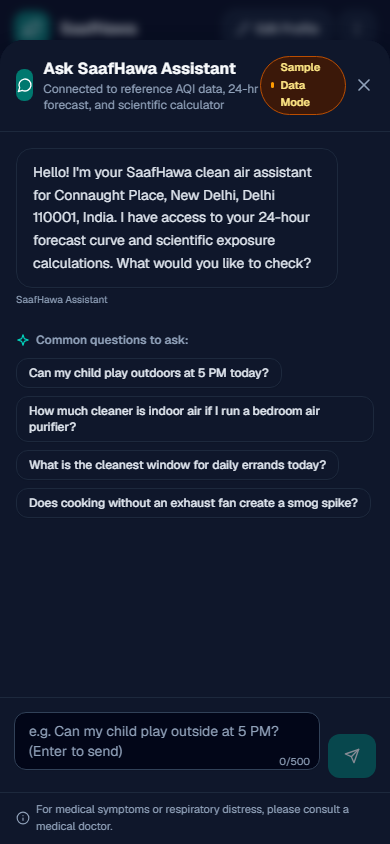 SaafHawa
Edit Profile
Ask SaafHawa Assistant
Connected to reference AQI data, 24-hr
forecast, and scientific calculator
Sample
Data
Mode
Hello! I'm your SaafHawa clean air assistant
for Connaught Place, New Delhi, Delhi
110001, India. I have access to your 24-hour
forecast curve and scientific exposure
calculations. What would you like to check?
SaafHawa Assistant
Common questions to ask:
Can my child play outdoors at 5 PM today?
How much cleaner is indoor air if I run a bedroom air
purifier?
What is the cleanest window for daily errands today?
Does cooking without an exhaust fan create a smog spike?
e.g. Can my child play outside at 5 PM?
(Enter to send)
0/500
For medical symptoms or respiratory distress, please consult a
medical doctor.